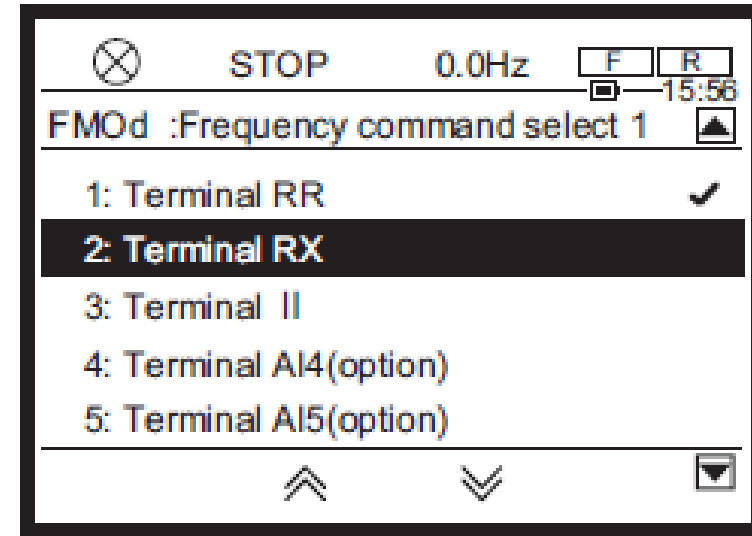 STOP 0.0Hz F R
15:56
FMOd :Frequency command select 1
1: Terminal RR
2: Terminal RX
3: Terminal II
4: Terminal AI4(option)
5: Terminal AI5(option)